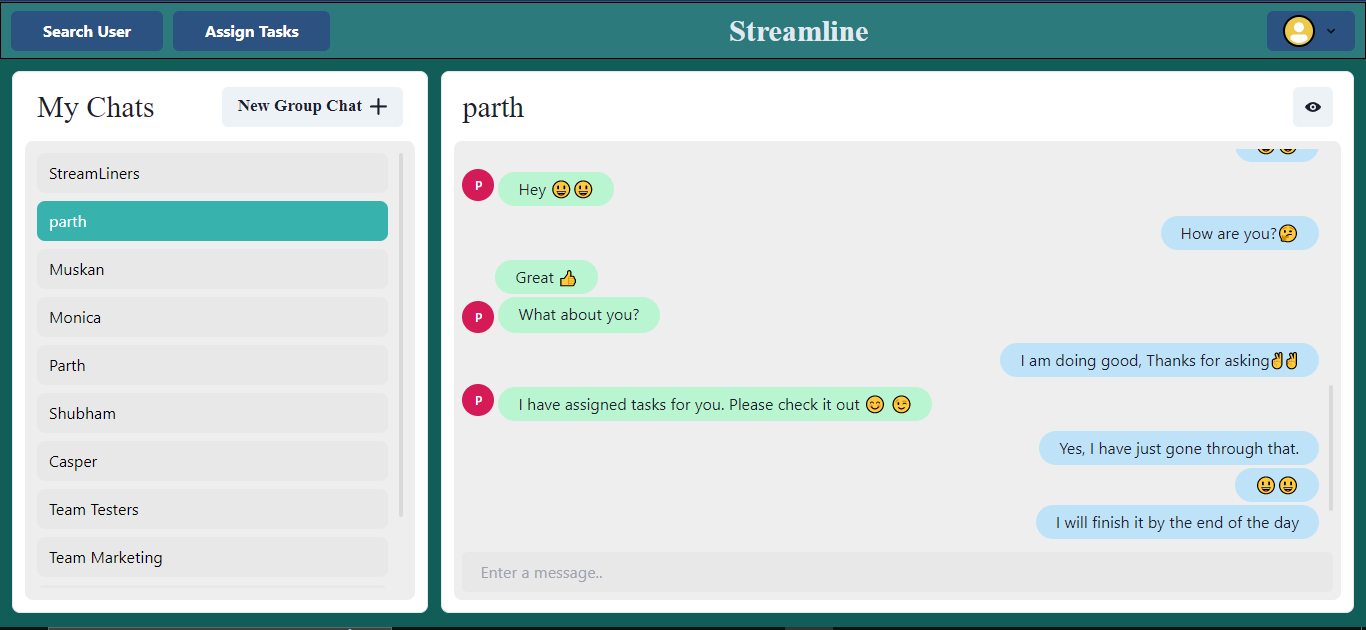 Search User
Assign Tasks
Streamline
My Chats
New Group Chat +
StreamLiners
parth
Muskan
Monica
Parth
Shubham
Casper
Team Testers
Team Marketing
parth
😃😃
P
Hey 😃😃
How are you?🤔
Great 👍
P
What about you?
I am doing good, Thanks for asking✌✌
P
I have assigned tasks for you. Please check it out 😊 😉
Yes, I have just gone through that.
😃😃
I will finish it by the end of the day
Enter a message..